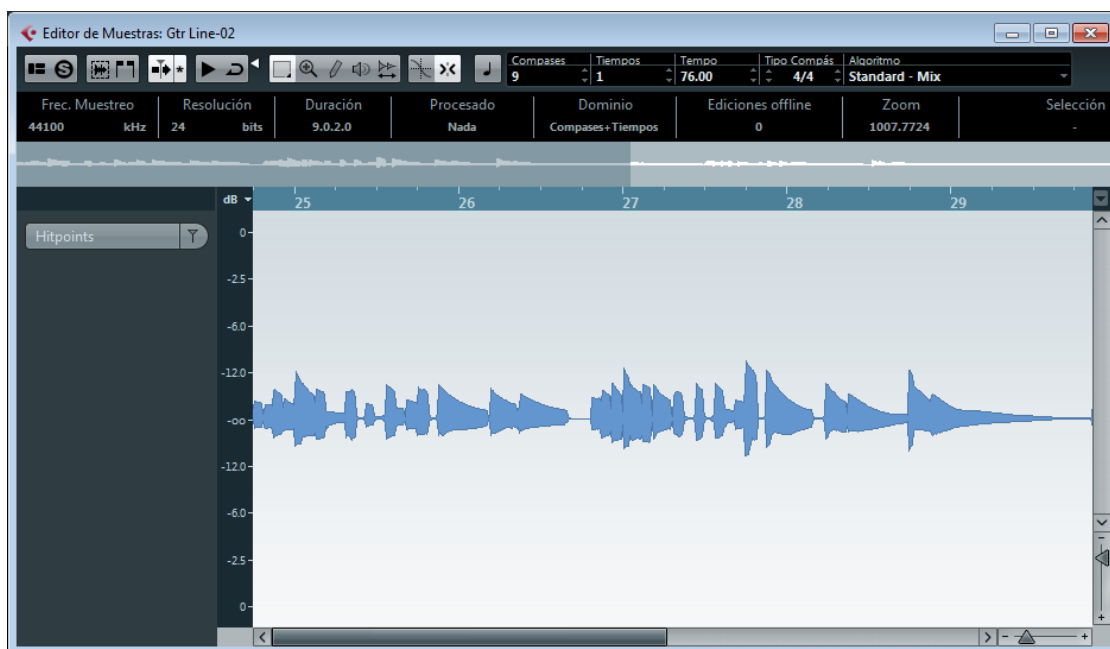 Editor de Muestras: Gtr Line-02
Compases Tiempos Tempo Tipo Compás Algoritmo
9 1 76.00 4/4 Standard - Mix
Frec. Muestreo Resolución Duración Procesado Dominio Ediciones offline Zoom Selección
44100 kHz 24 bits 9.0.2.0 Nada Compases+Tiempos 0 1007.7724 -
dB 25 26 27 28 29
Hitpoints
0
-2.5
-6.0
-12.0
-oo
-12.0
-6.0
-2.5
0